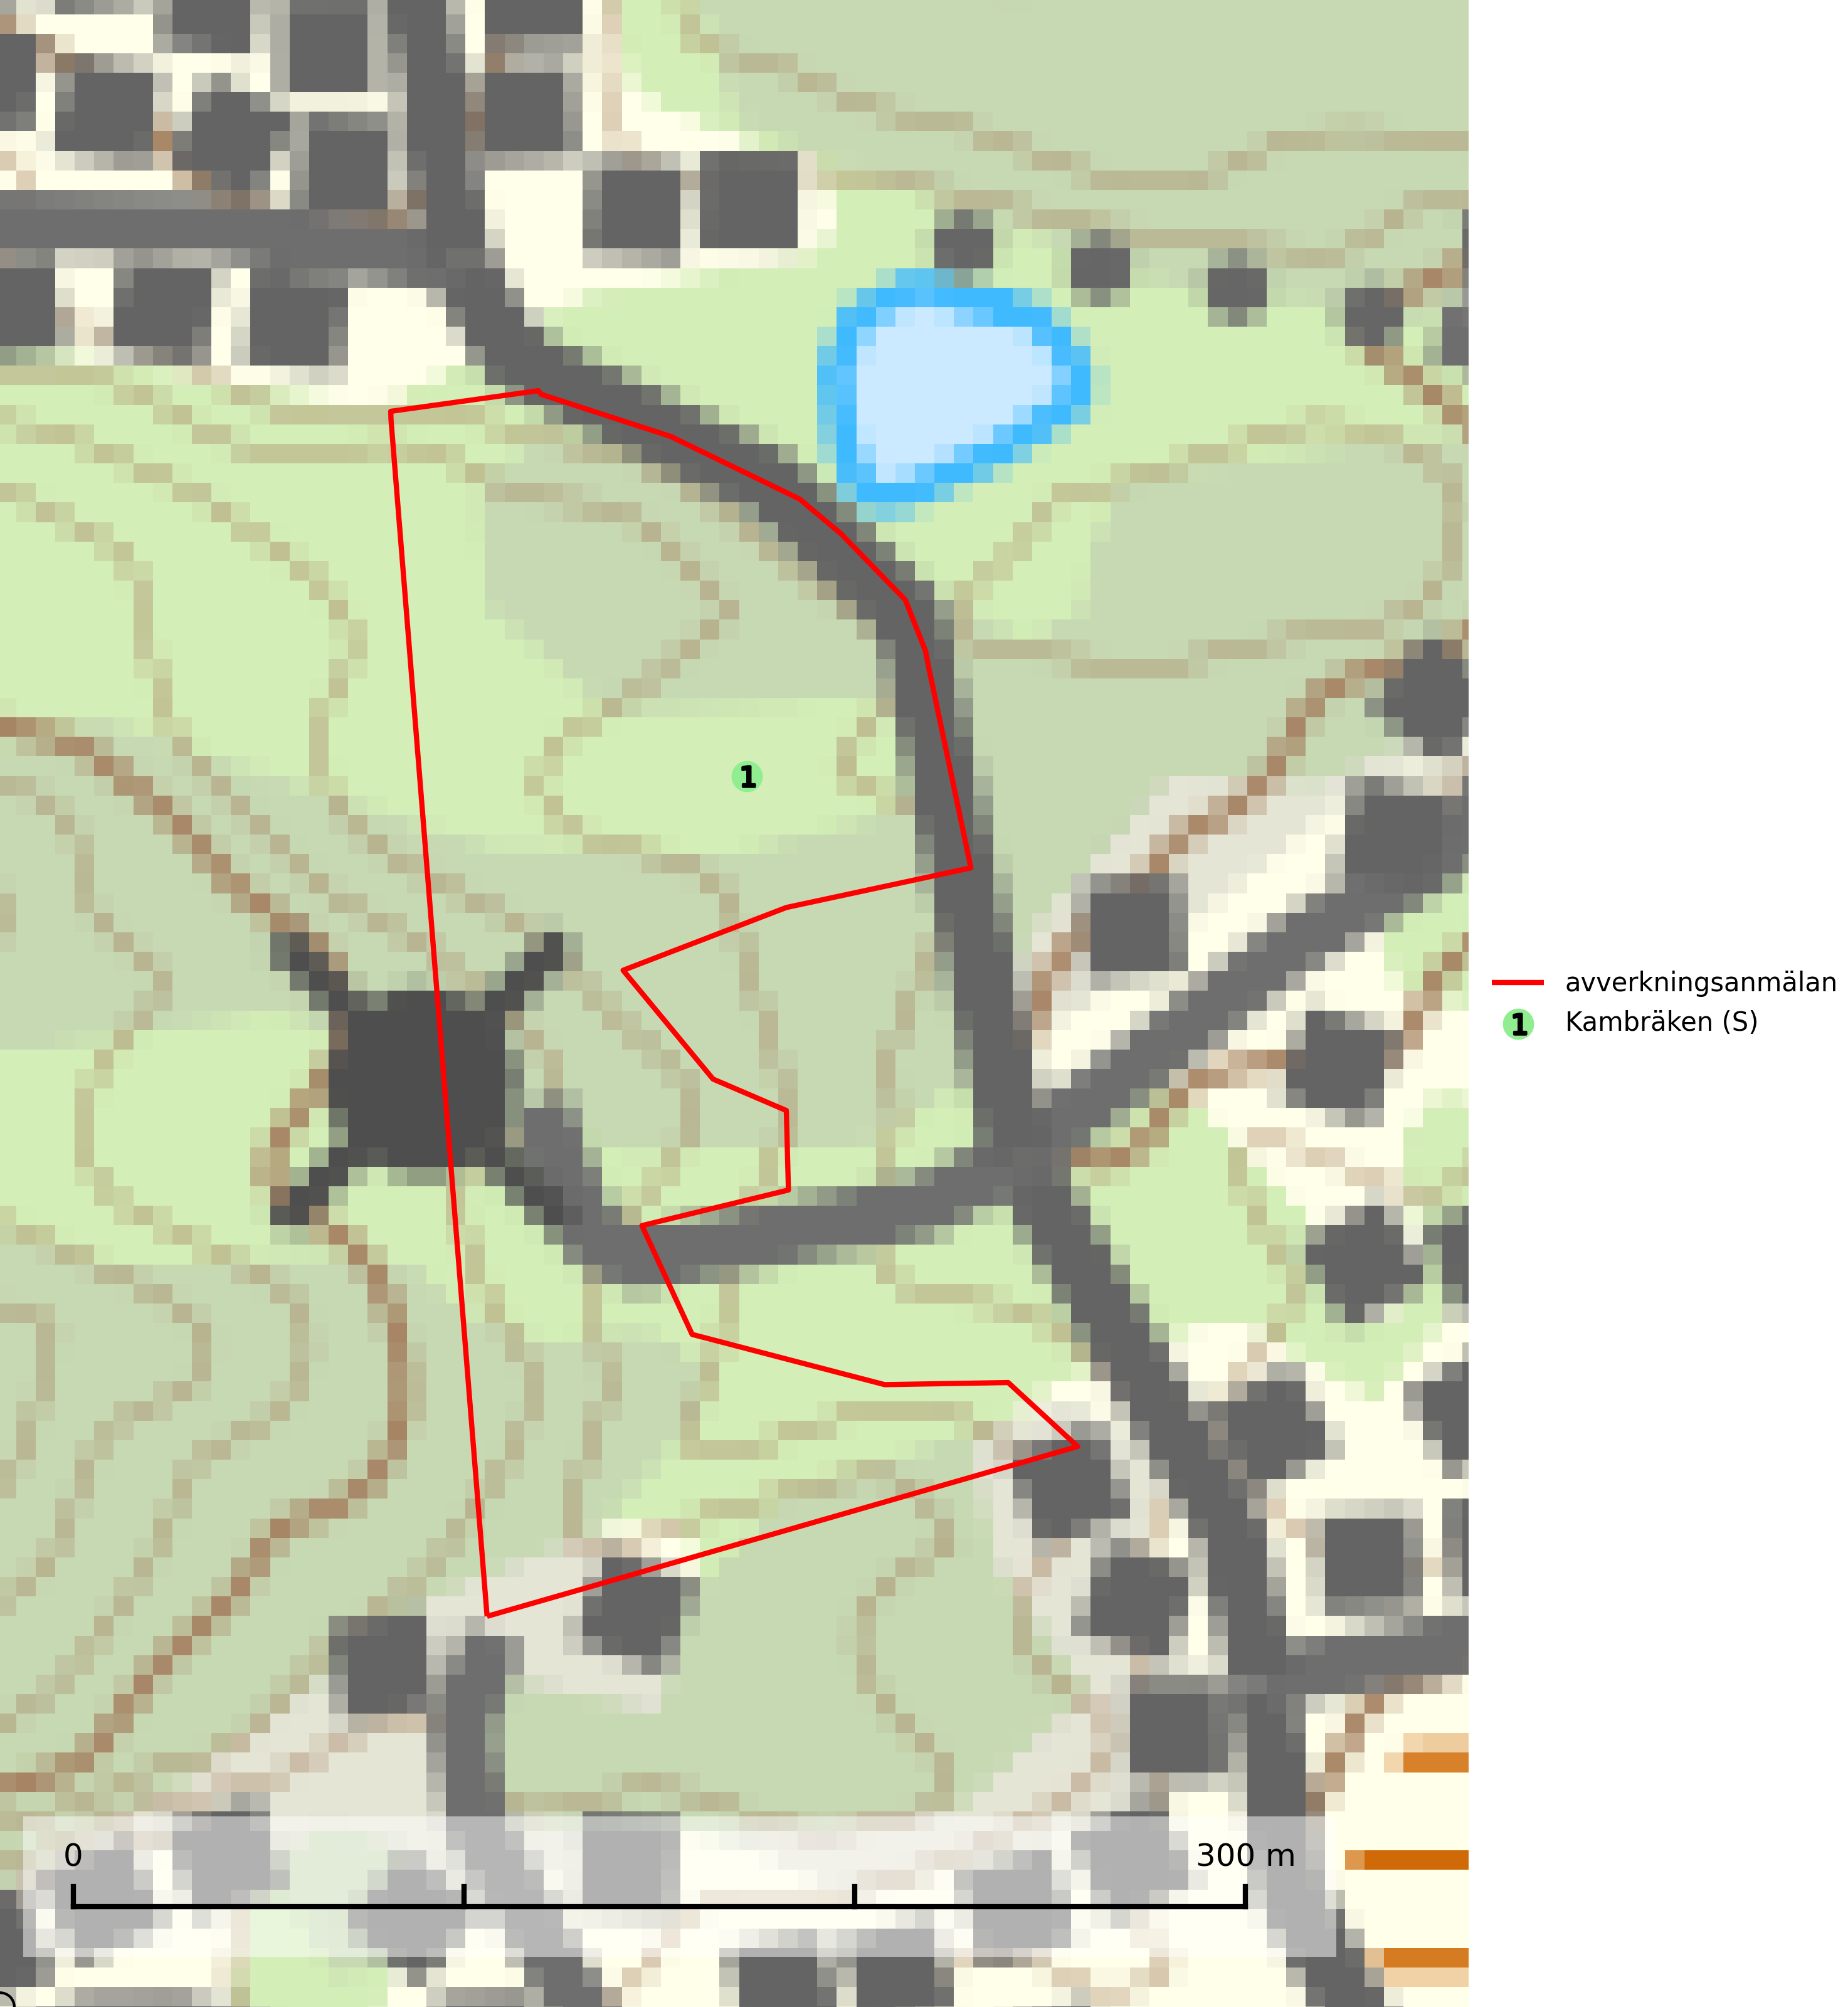 1
1 avverkningsanmälan
Kambräken (S)
0 300 m